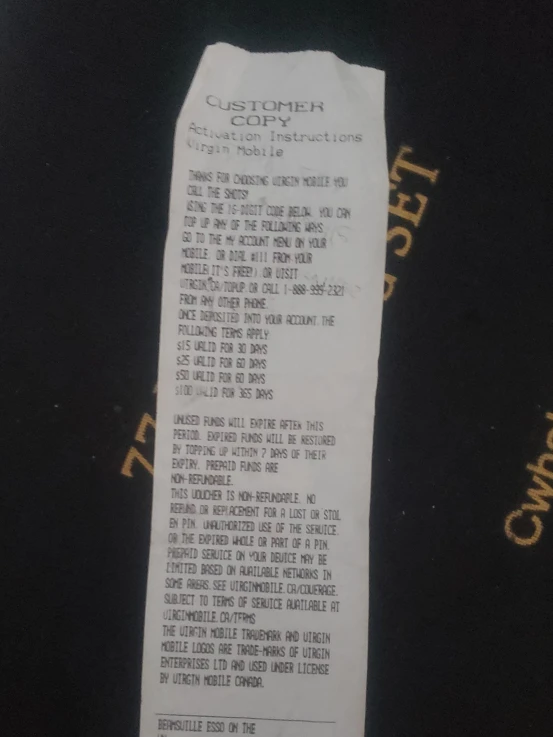 CUSTOMER
COPY
Activation Instructions
Virgin Mobile
THANKS FOR CHOOSING VIRGIN MOBILE YOU
CALL THE SHOTS!
USING THE 16-DIGIT CODE BELOW, YOU CAN
TOP UP ANY OF THE FOLLOWING WAYS
GO TO THE MY ACCOUNT MENU ON YOUR
MOBILE, OR DIAL #111 FROM YOUR
MOBILE( IT'S FREE!), OR VISIT
VIRGIN.CA/TOPUP OR CALL 1-888-999-2321
FROM ANY OTHER PHONE.
ONCE DEPOSITED INTO YOUR ACCOUNT, THE
FOLLOWING TERMS APPLY
$15 VALID FOR 30 DAYS
$25 VALID FOR 60 DAYS
$50 VALID FOR 60 DAYS
$100 VALID FOR 365 DAYS
UNUSED FUNDS WILL EXPIRE AFTER THIS
PERIOD. EXPIRED FUNDS WILL BE RESTORED
BY TOPPING UP WITHIN 7 DAYS OF THEIR
EXPIRY. PREPAID FUNDS ARE
NON-REFUNDABLE.
THIS VOUCHER IS NON-REFUNDABLE. NO
REFUND OR REPLACEMENT FOR A LOST OR STOL
EN PIN, UNAUTHORIZED USE OF THE SERVICE,
OR THE EXPIRED WHOLE OR PART OF A PIN.
PREPAID SERVICE ON YOUR DEVICE MAY BE
LIMITED BASED ON AVAILABLE NETWORKS IN
SOME AREAS. SEE VIRGINMOBILE.CA/COVERAGE.
SUBJECT TO TERMS OF SERVICE AVAILABLE AT
VIRGINMOBILE.CA/TERMS
THE VIRGIN MOBILE TRADEMARK AND VIRGIN
MOBILE LOGOS ARE TRADE-MARKS OF VIRGIN
ENTERPRISES LTD AND USED UNDER LICENSE
BY VIRGIN MOBILE CANADA.
BEAMSVILLE ESSO ON THE
SET
77